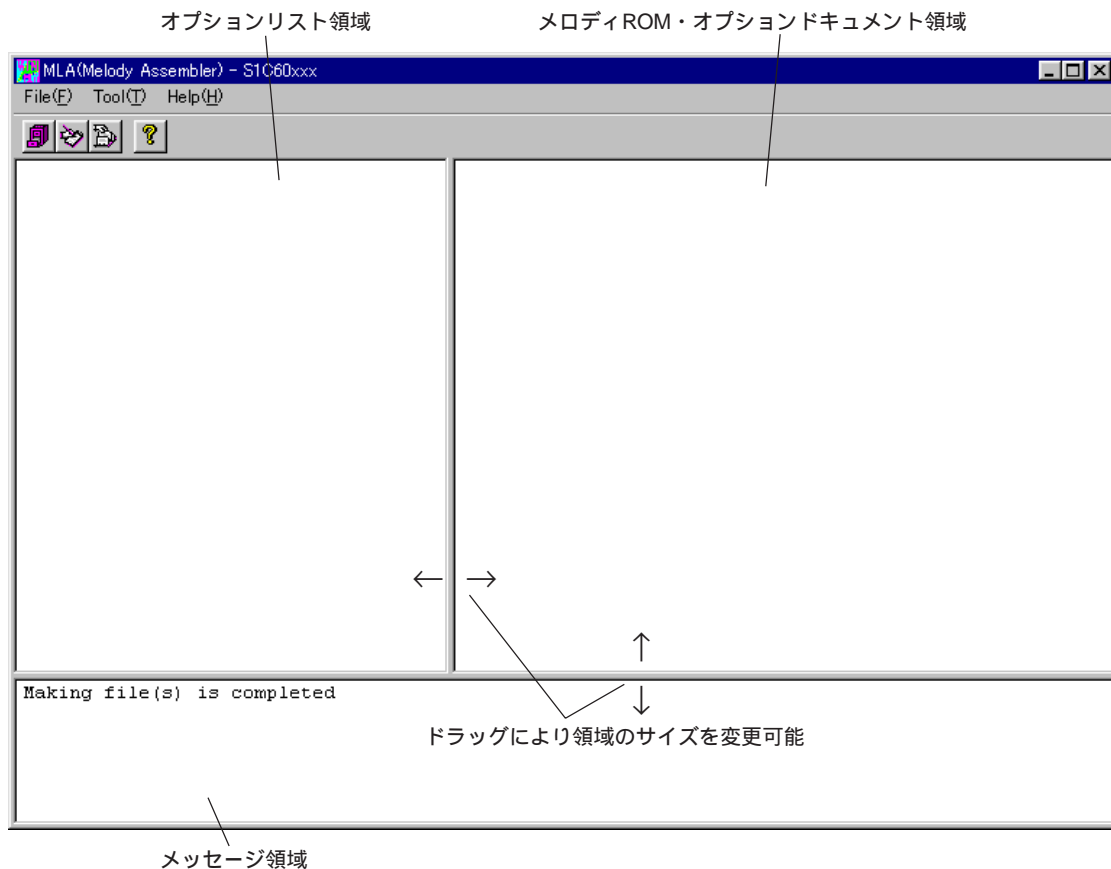 オプションリスト領域
メロディROM・オプションドキュメント領域
MLA(Melody Assembler) - S1C60xxx
File(F) Tool(T) Help(H)
Making file(s) is completed
ドラッグにより領域のサイズを変更可能
メッセージ領域